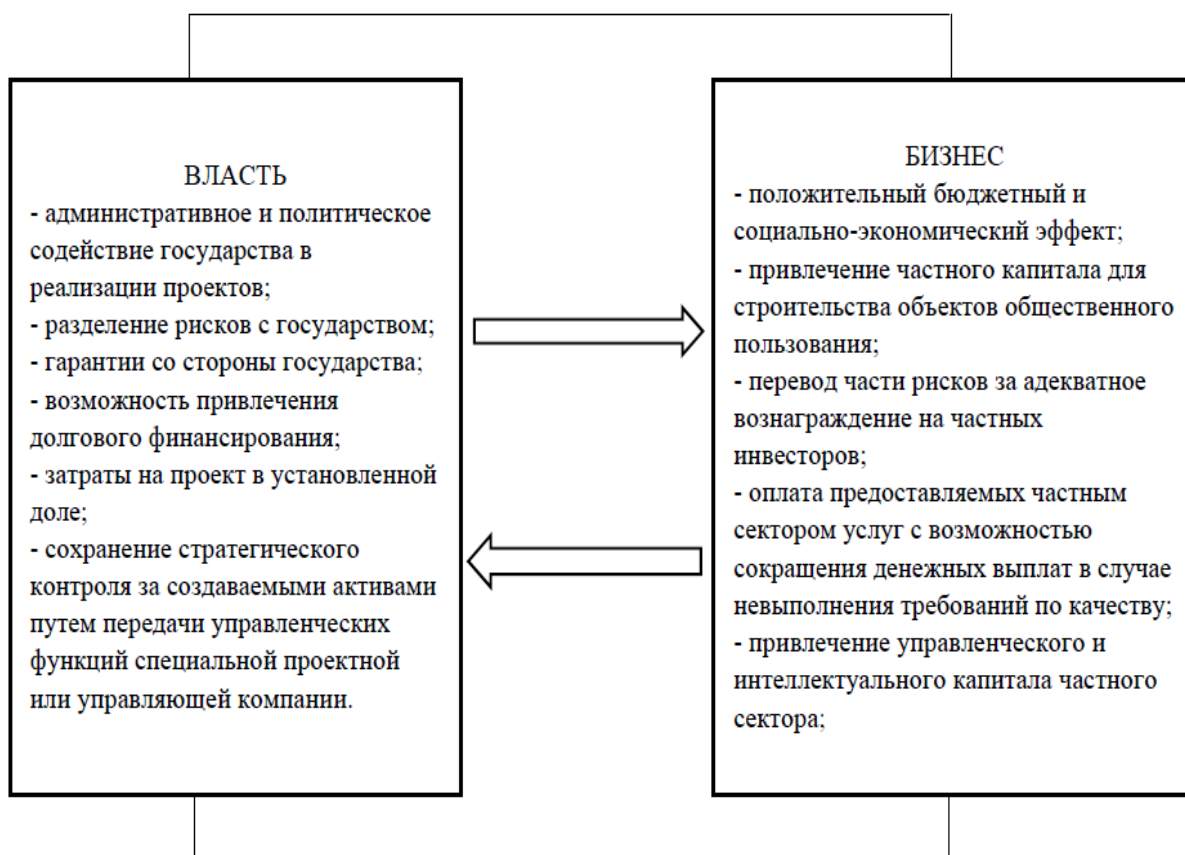 ВЛАСТЬ
- административное и политическое
содействие государства в
реализации проектов;
- разделение рисков с государством;
- гарантии со стороны государства;
- возможность привлечения
долгового финансирования;
- затраты на проект в установленной
доле;
- сохранение стратегического
контроля за создаваемыми активами
путем передачи управленческих
функций специальной проектной
или управляющей компании.
БИЗНЕС
- положительный бюджетный и
социально-экономический эффект;
- привлечение частного капитала для
строительства объектов общественного
пользования;
- перевод части рисков за адекватное
вознаграждение на частных
инвесторов;
- оплата предоставляемых частным
сектором услуг с возможностью
сокращения денежных выплат в случае
невыполнения требований по качеству;
- привлечение управленческого и
интеллектуального капитала частного
сектора;